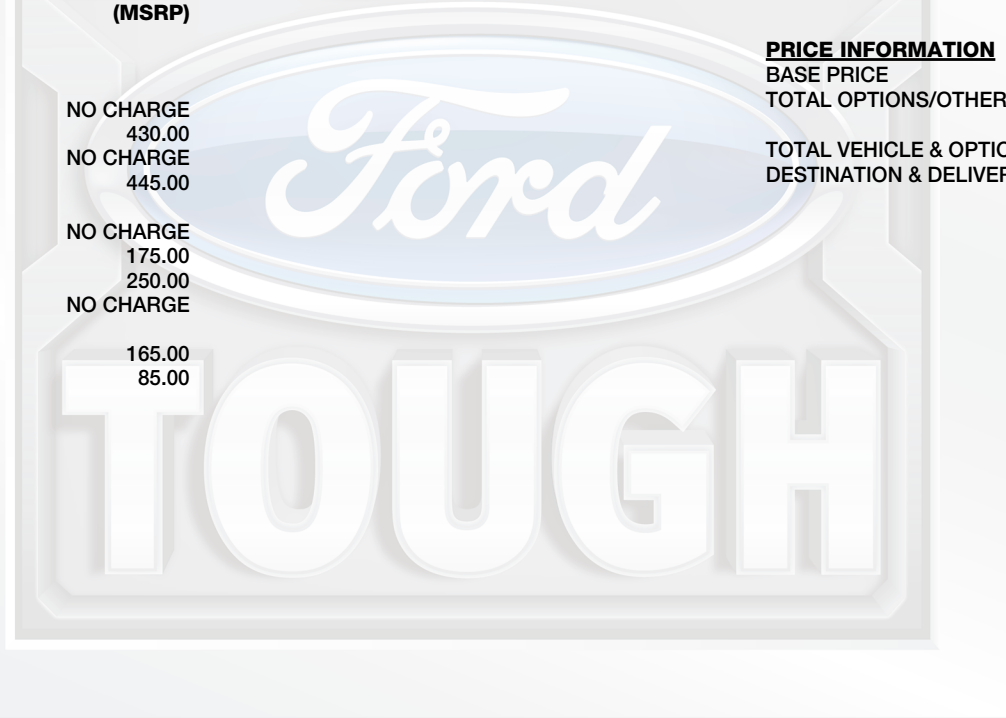 (MSRP)
NO CHARGE
430.00
NO CHARGE
445.00
NO CHARGE
175.00
250.00
NO CHARGE
165.00
85.00
PRICE INFORMATION
BASE PRICE
TOTAL OPTIONS/OTHER
TOTAL VEHICLE & OPTIO
DESTINATION & DELIVER
Ford
TOUGH